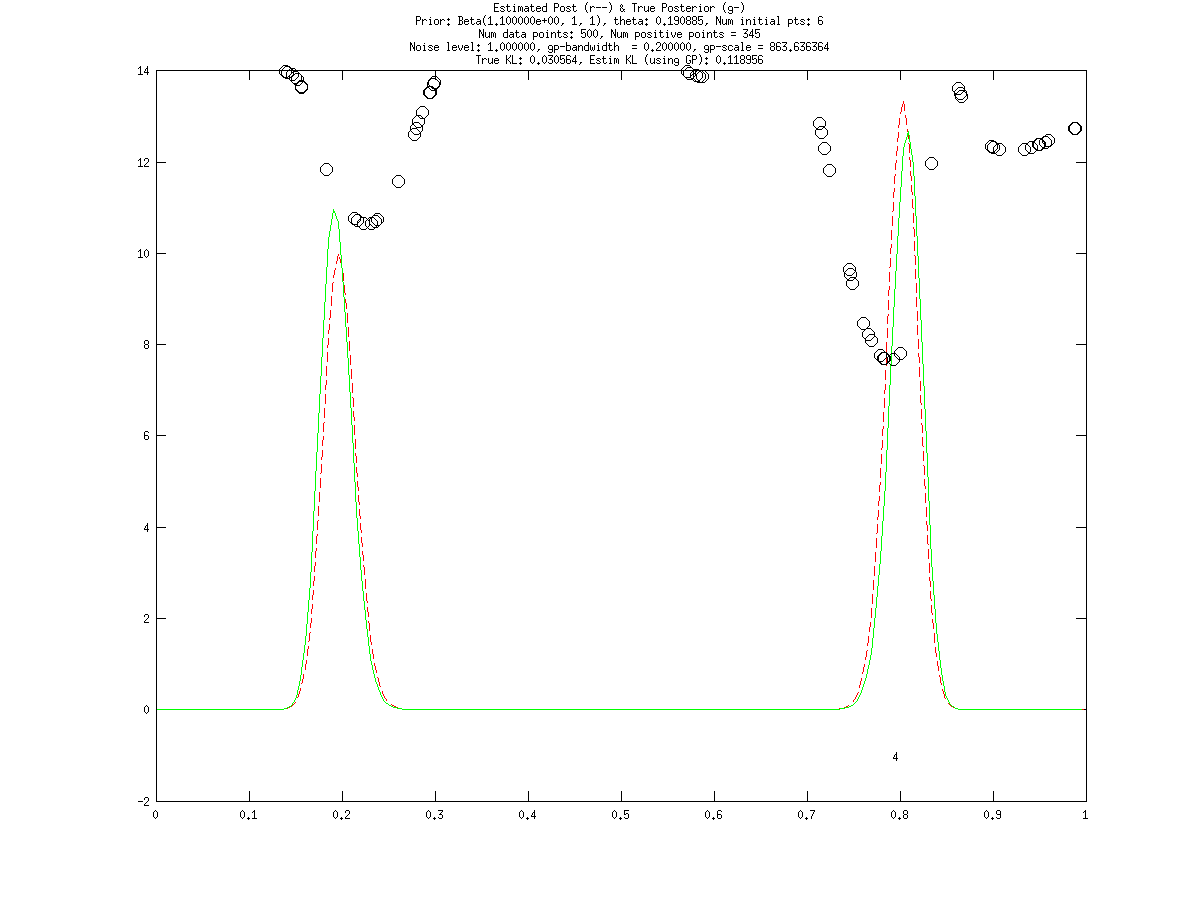 Estimated Post (r--) & True Posterior (g-)
Prior: Beta(1.100000e+00, 1, 1), theta: 0.190885, Num initial pts: 6
Num data points: 500, Num positive points = 345
Noise level: 1.000000, gp-bandwidth = 0.200000, gp-scale = 863.636364
True KL: 0.030564, Estim KL (using GP): 0.118956
14
12
10
8
6
4
2
0
4
-2
0 0.1 0.2 0.3 0.4 0.5 0.6 0.7 0.8 0.9 1